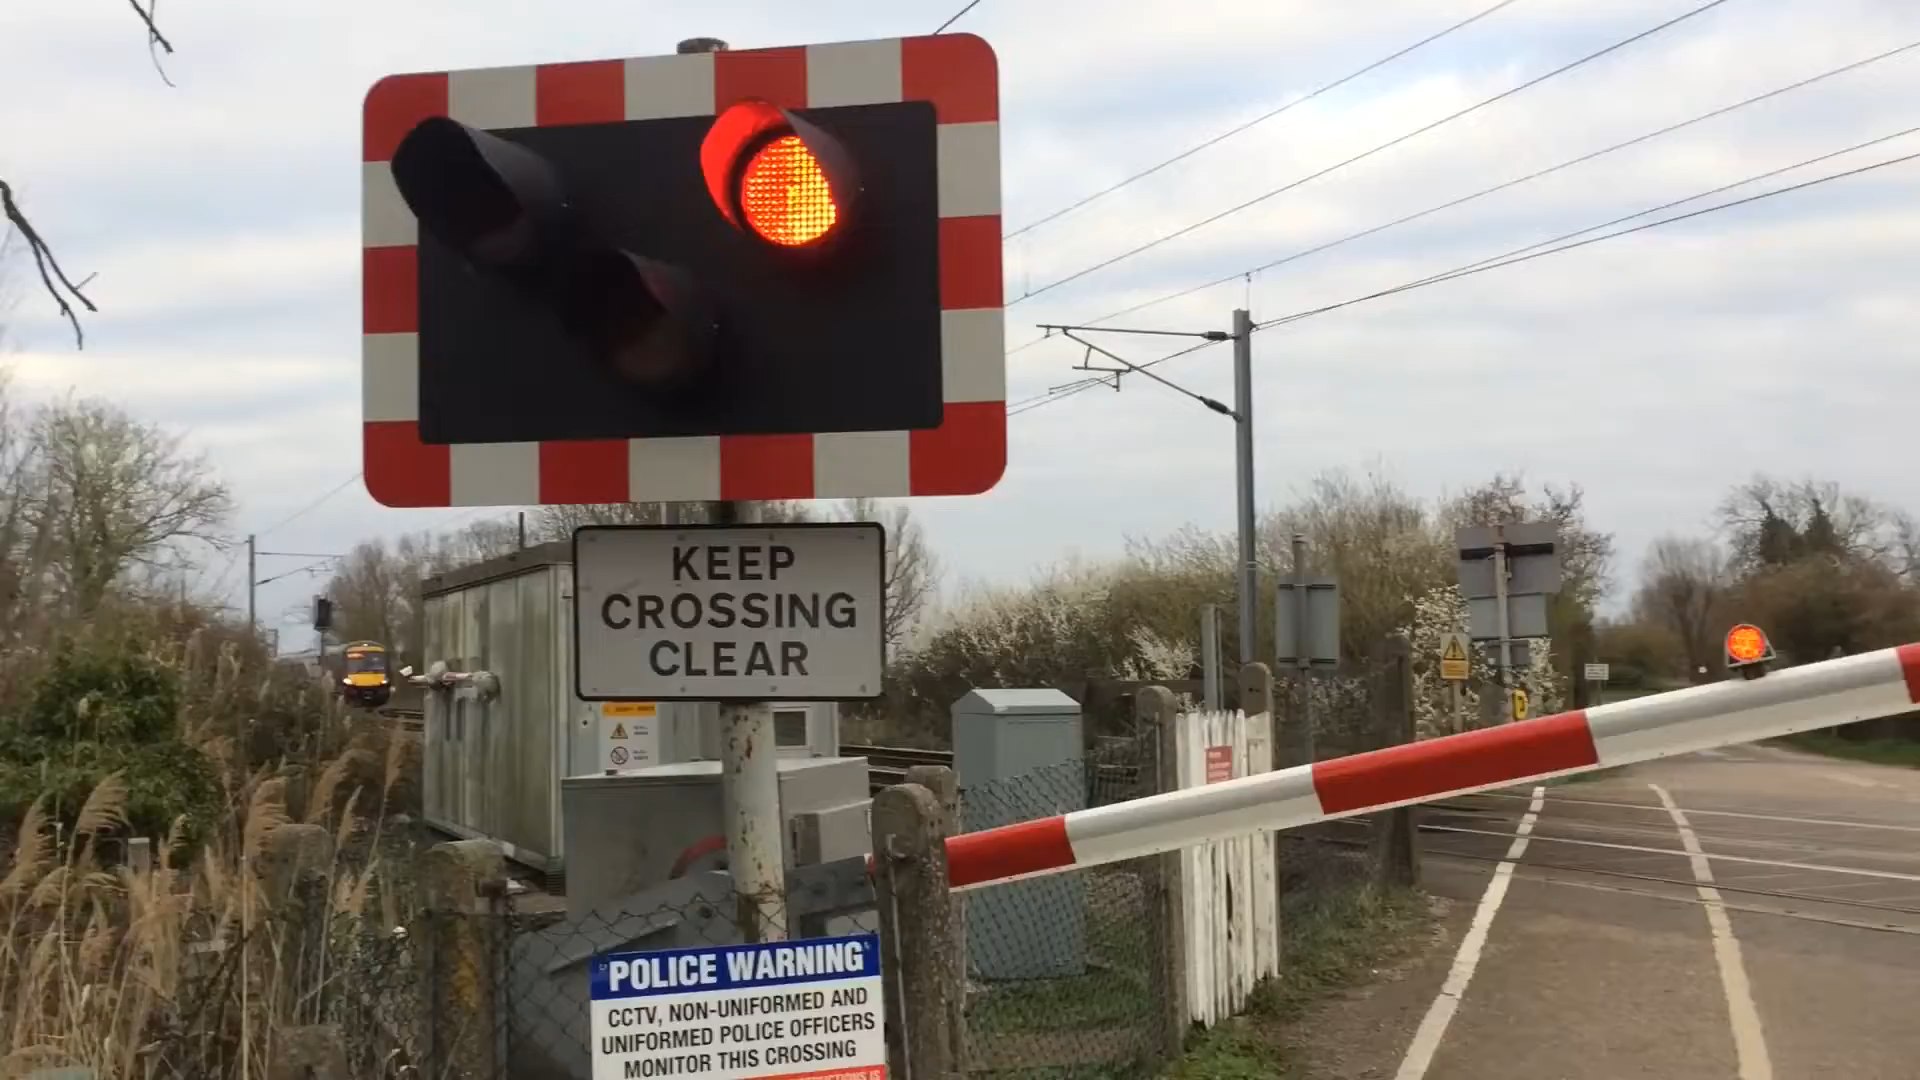 KEEP
CROSSING
CLEAR
POLICE WARNING
CCTV, NON-UNIFORMED AND
UNIFORMED POLICE OFFICERS
MONITOR THIS CROSSING